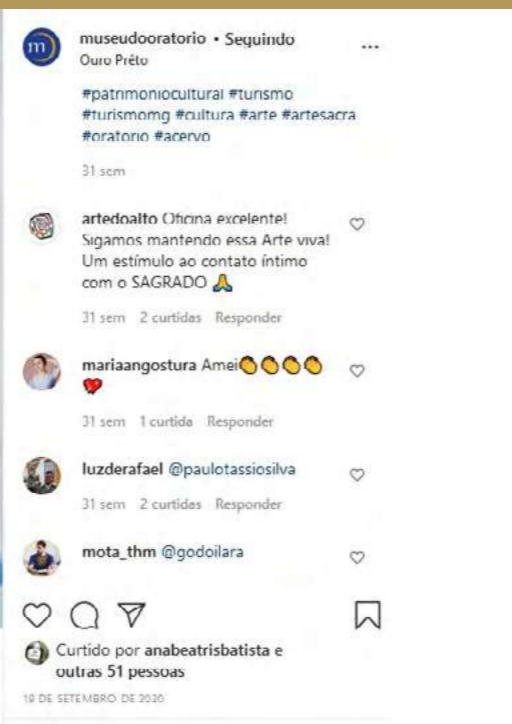 museudooratorio • Seguindo
Ouro Prêto
#patrimoniocultural #turismo
#turismomg #cultura #arte #artesacra
#oratorio #acervo
31 sem
artedoalto Oficina excelente!
Sigamos mantendo essa Arte viva!
Um estímulo ao contato íntimo
com o SAGRADO 🙏
31 sem 2 curtidas Responder
mariaangostura Amei👏👏👏👏
💖
31 sem 1 curtida Responder
luzderafael @paulotassiosilva
31 sem 2 curtidas Responder
mota_thm @godoilara
Curtido por anabeatrisbatista e
outras 51 pessoas
19 DE SETEMBRO DE 2020